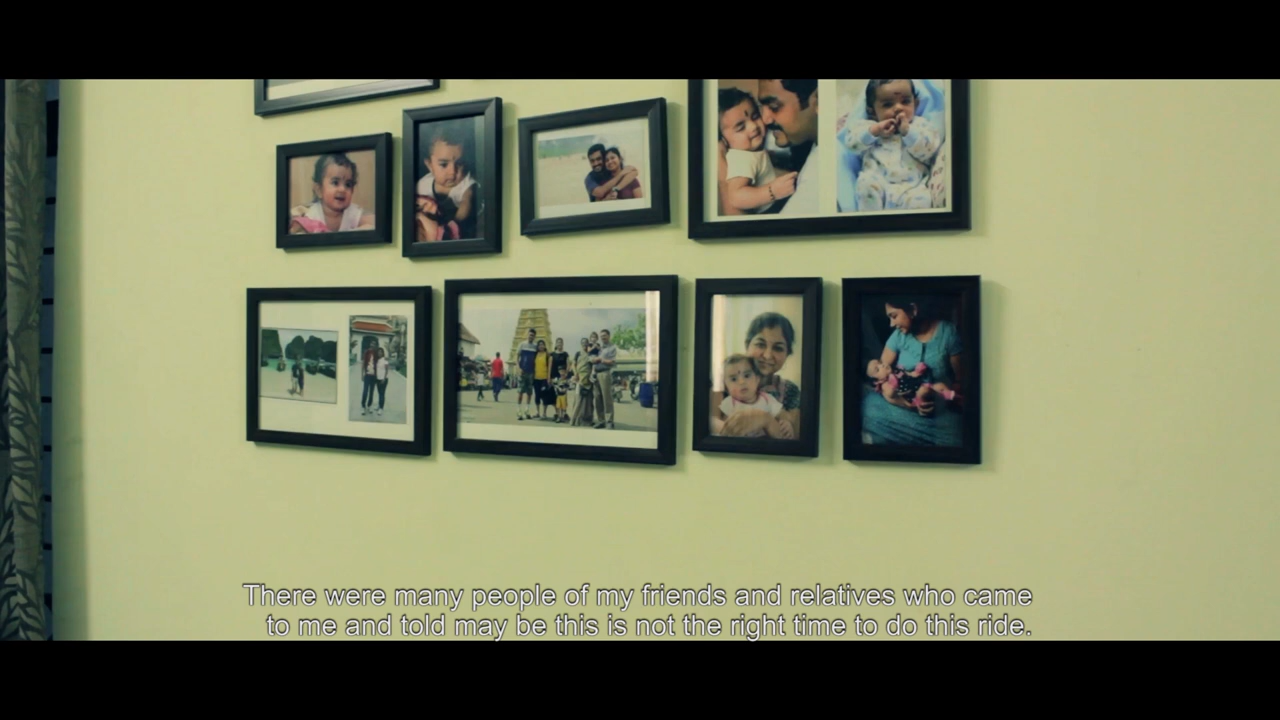 There were many people of my friends and relatives who came
to me and told may be this is not the right time to do this ride.